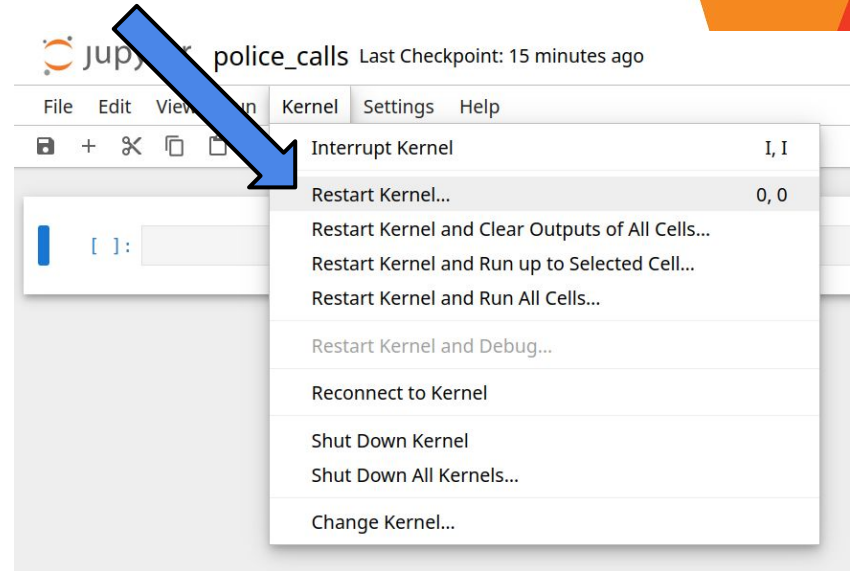 police_calls Last Checkpoint: 15 minutes ago
File Edit Kernel Settings Help
Interrupt Kernel I, I
Restart Kernel... 0, 0
[ ]:
Restart Kernel and Clear Outputs of All Cells...
Restart Kernel and Run up to Selected Cell...
Restart Kernel and Run All Cells...
Restart Kernel and Debug...
Reconnect to Kernel
Shut Down Kernel
Shut Down All Kernels...
Change Kernel...